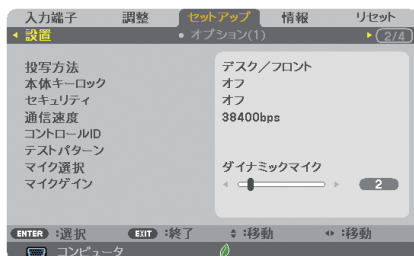 入力端子 調整 セットアップ 情報 リセット
設置 オプション(1) 2/4
投写方法 デスク／フロント
本体キーロック オフ
セキュリティ オフ
通信速度 38400bps
コントロールID
テストパターン
マイク選択 ダイナミックマイク
マイクゲイン 2
ENTER :選択 EXIT :終了 :移動 :移動
コンピュータ